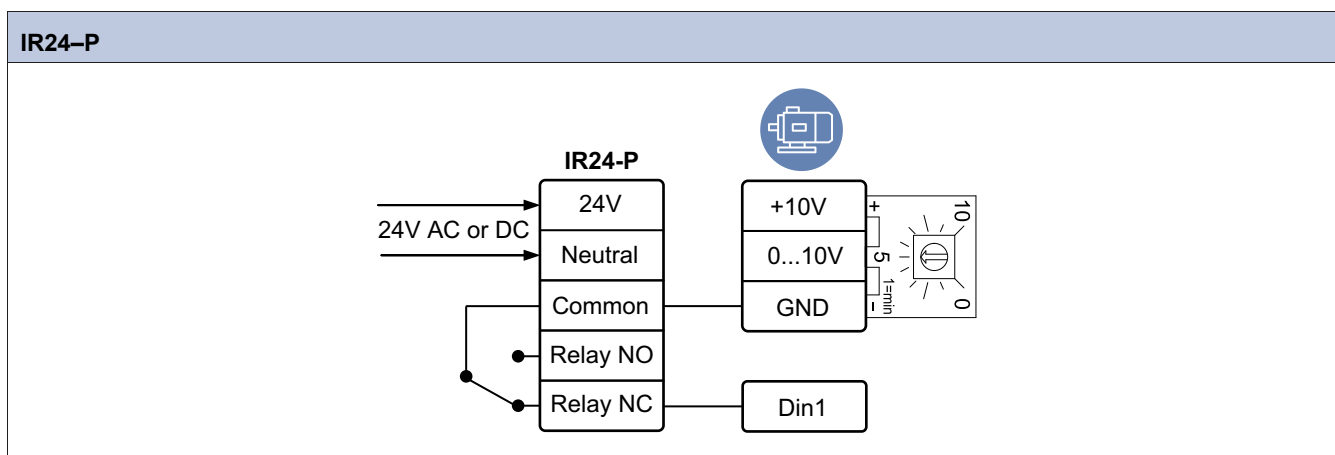 IR24–P
IR24-P
24V AC or DC
24V
Neutral
Common
Relay NO
Relay NC
+10V
0...10V
GND
Din1
+
-
10
5
0
1=min